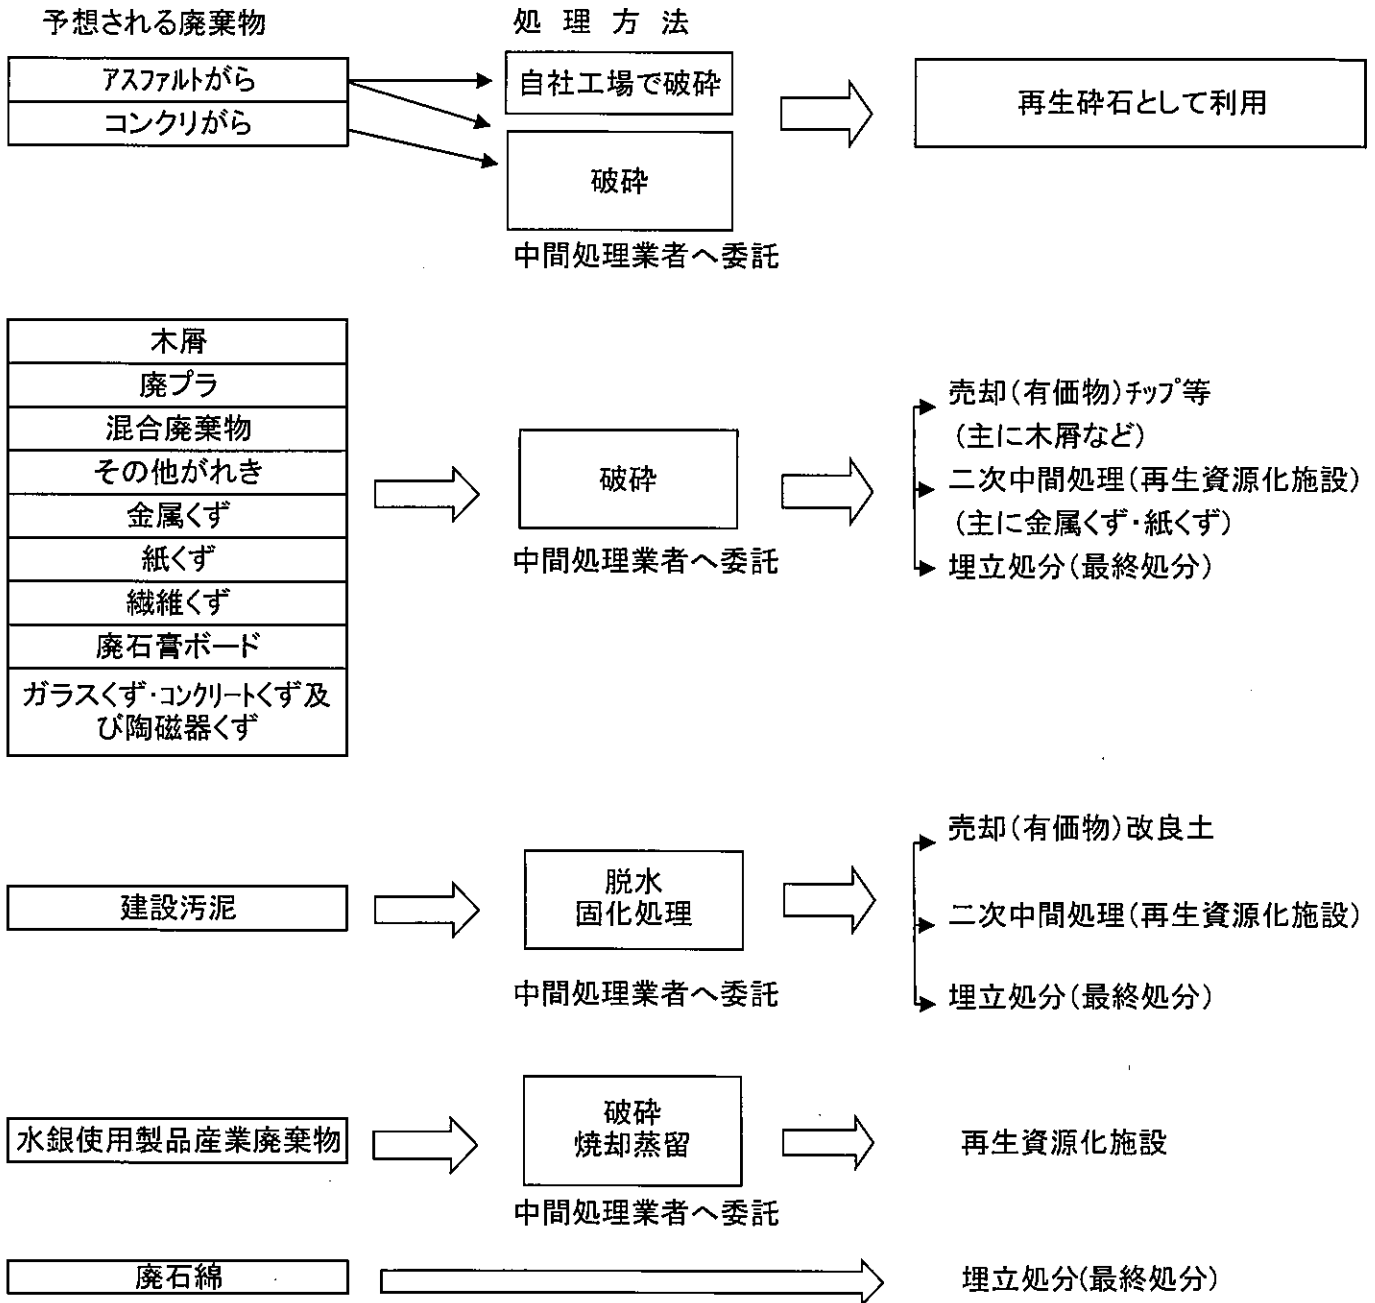 予想される廃棄物
処 理 方 法
アスファルトがら
コンクリがら
自社工場で破砕
破砕
中間処理業者へ委託
再生砕石として利用
木屑
廃プラ
混合廃棄物
その他がれき
金属くず
紙くず
繊維くず
廃石膏ボード
ガラスくず・コンクリートくず及
び陶磁器くず
破砕
中間処理業者へ委託
売却(有価物)チップ等
(主に木屑など)
二次中間処理(再生資源化施設)
(主に金属くず・紙くず)
埋立処分(最終処分)
建設汚泥
脱水
固化処理
中間処理業者へ委託
売却(有価物)改良土
二次中間処理(再生資源化施設)
埋立処分(最終処分)
水銀使用製品産業廃棄物
破砕
焼却蒸留
中間処理業者へ委託
再生資源化施設
廃石綿
埋立処分(最終処分)